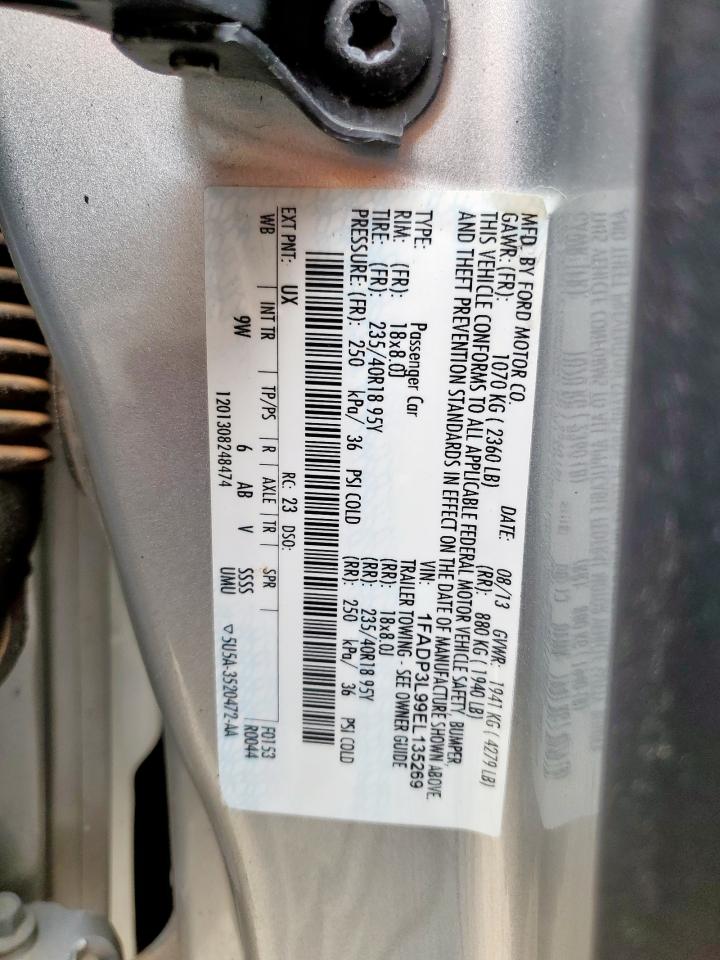 MFD. BY FORD MOTOR CO.
DATE: 08/13 GVWR: 1941 KG ( 4279 LB)
GAWR: (FR): 1070 KG ( 2360 LB) (RR): 880 KG ( 1940 LB)
THIS VEHICLE CONFORMS TO ALL APPLICABLE FEDERAL MOTOR VEHICLE SAFETY, BUMPER,
AND THEFT PREVENTION STANDARDS IN EFFECT ON THE DATE OF MANUFACTURE SHOWN ABOVE.
VIN: 1FADP3L99EL135269
TYPE: Passenger Car TRAILER TOWING - SEE OWNER GUIDE
RIM: (FR): 18x8.0J (RR): 18x8.0J
TIRE: (FR): 235/40R18 95Y (RR): 235/40R18 95Y
PRESSURE: (FR): 250 kPa/ 36 PSI COLD (RR): 250 kPa/ 36 PSI COLD
EXT PNT: UX RC: 23 DSO:
WB INT TR TP/PS R AXLE TR SPR F0153
9W 6 AB V SSSS R0044
1201308248474 UMU ▽5U5A-3520472-AA